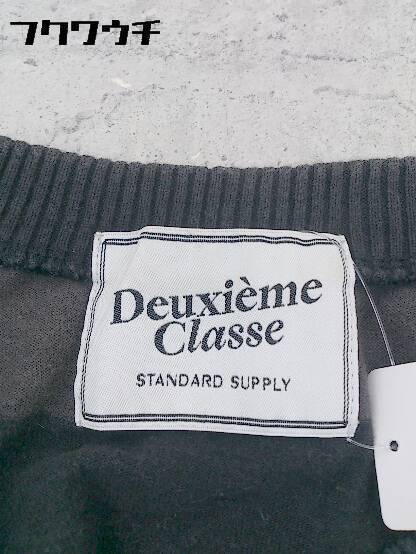 フクワウチ
Deuxième
Classe
STANDARD SUPPLY